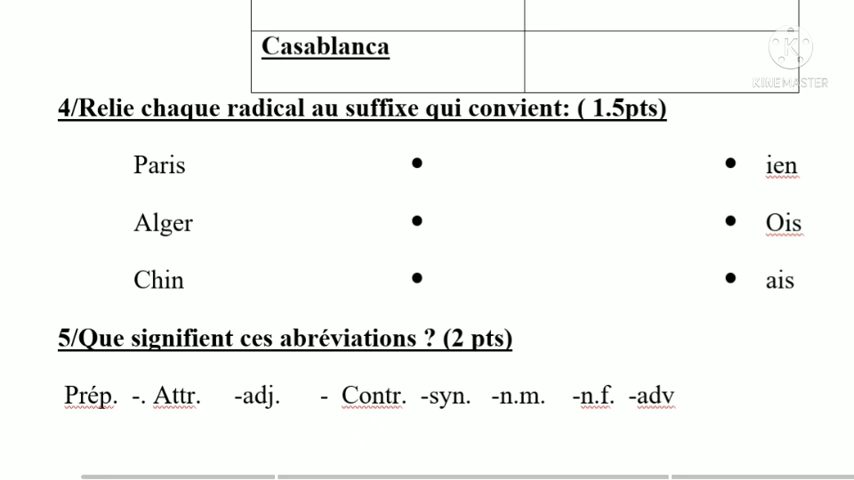 Casablanca
KINEMASTER
4/Relie chaque radical au suffixe qui convient: ( 1.5pts)
Paris • • ien
Alger • • Ois
Chin • • ais
5/Que signifient ces abréviations ? (2 pts)
Prép. -. Attr. -adj. - Contr. -syn. -n.m. -n.f. -adv